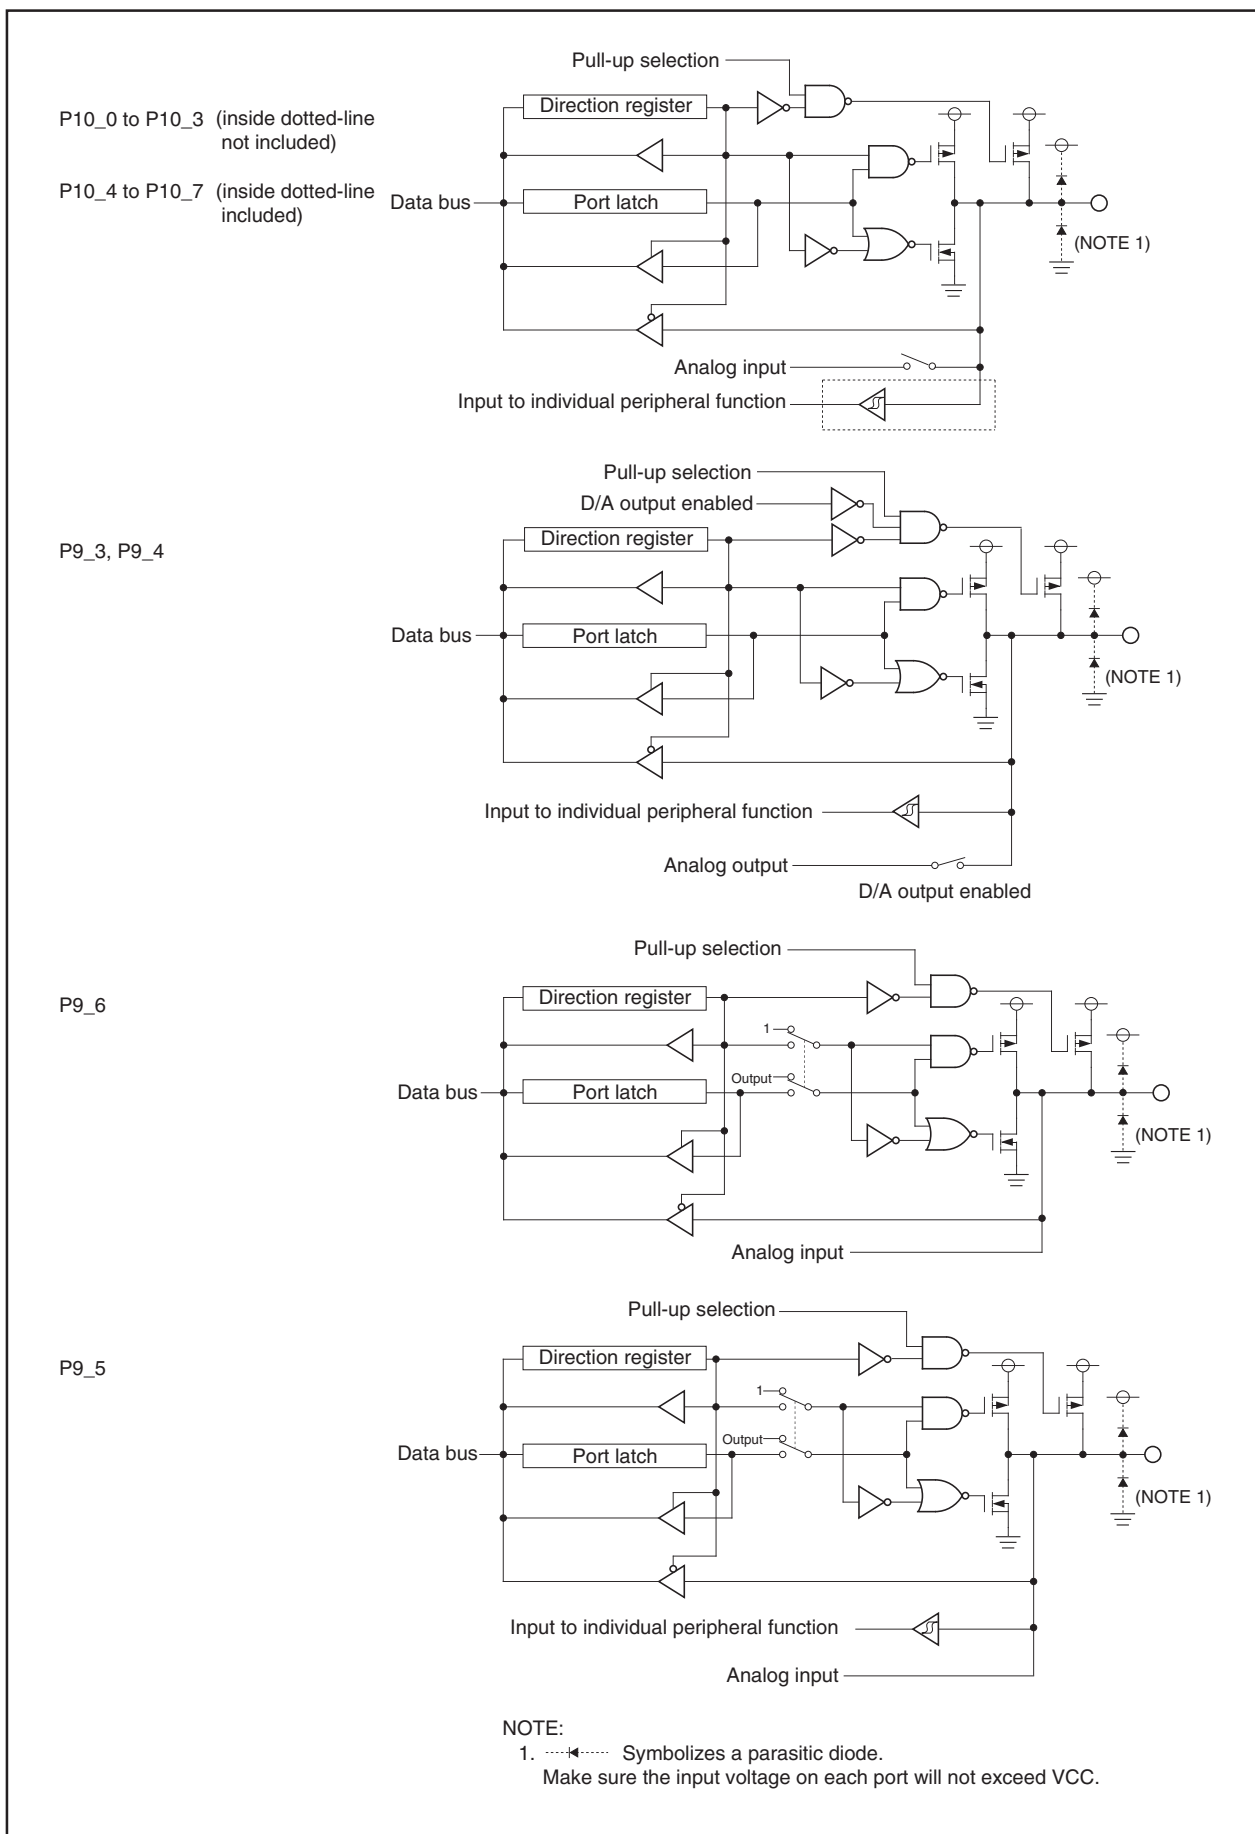 Pull-up selection
P10_0 to P10_3 (inside dotted-line
not included)
Direction register
P10_4 to P10_7 (inside dotted-line
included)
Data bus
Port latch
(NOTE 1)
Analog input
Input to individual peripheral function
Pull-up selection
D/A output enabled
P9_3, P9_4
Direction register
Data bus
Port latch
(NOTE 1)
Input to individual peripheral function
Analog output
D/A output enabled
Pull-up selection
P9_6
Direction register
1
Output
Data bus
Port latch
(NOTE 1)
Analog input
Pull-up selection
P9_5
Direction register
1
Output
Data bus
Port latch
(NOTE 1)
Input to individual peripheral function
Analog input
NOTE:
1. Symbolizes a parasitic diode.
Make sure the input voltage on each port will not exceed VCC.